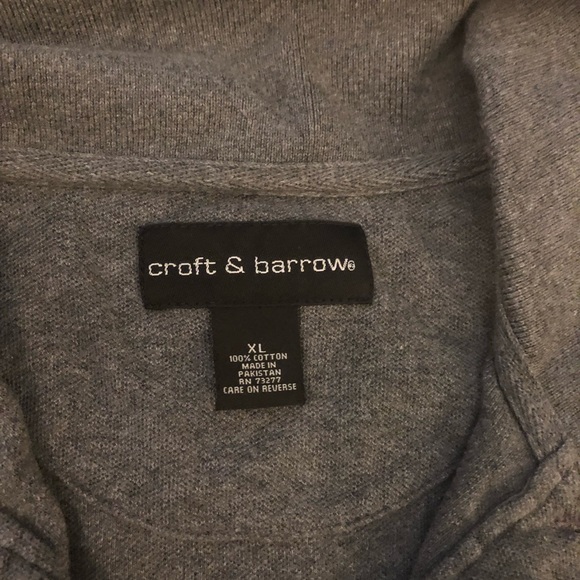 croft & barrow®
XL
100% COTTON
MADE IN
PAKISTAN
RN 73277
CARE ON REVERSE